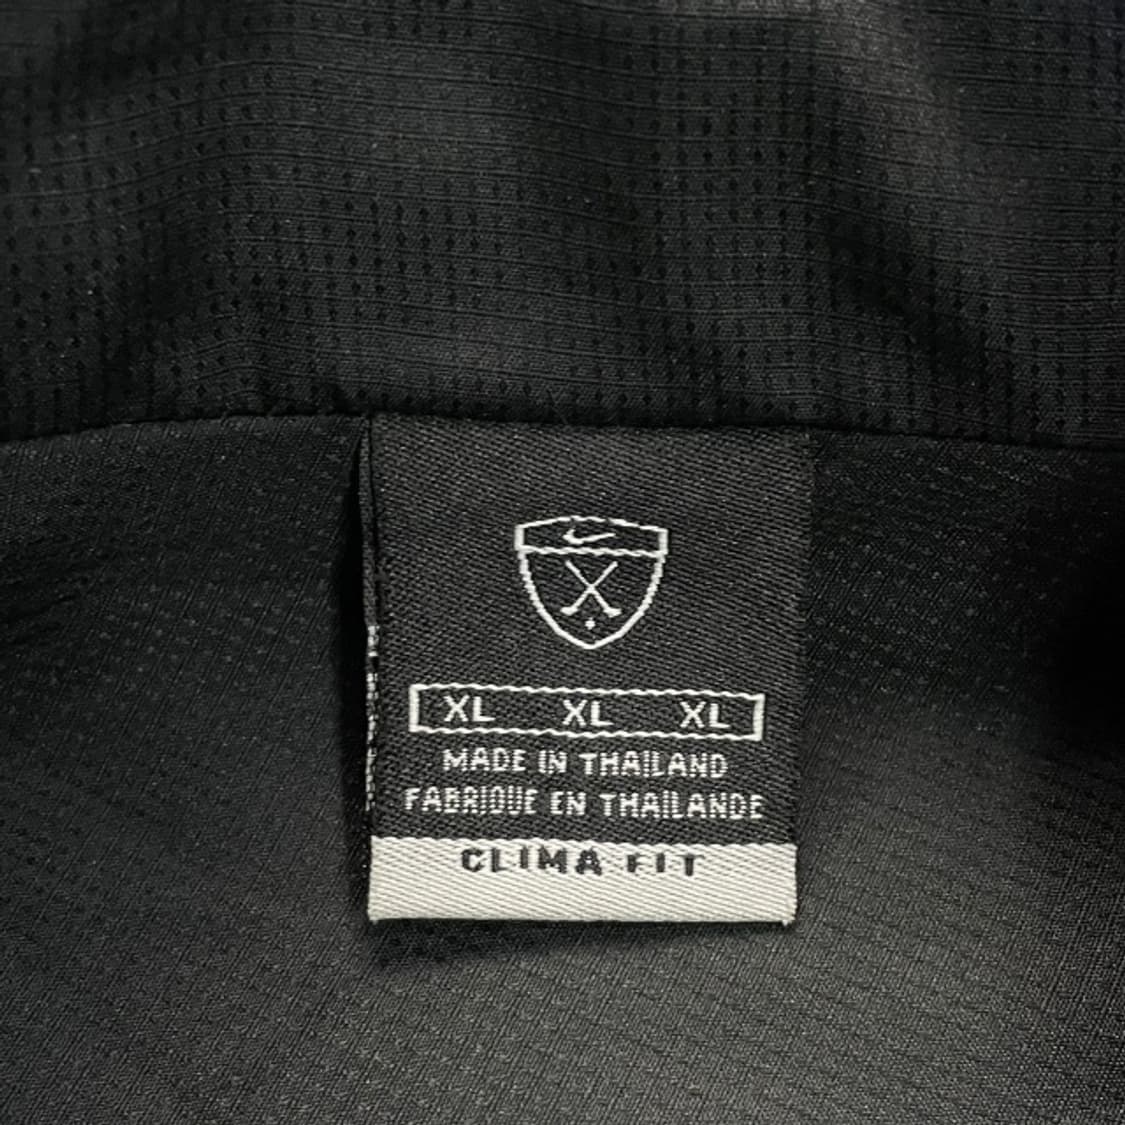 XL XL XL
MADE IN THAILAND
FABRIQUE EN THAILANDE
CLIMA FIT